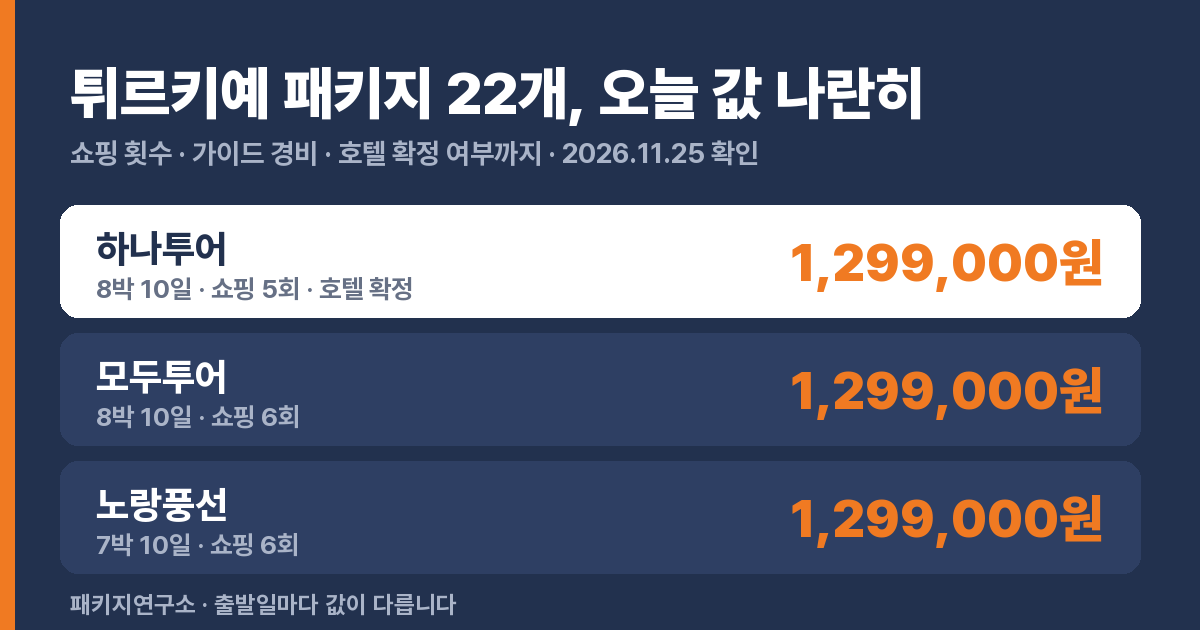 튀르키예 패키지 22개, 오늘 값 나란히
쇼핑 횟수 · 가이드 경비 · 호텔 확정 여부까지 · 2026.11.25 확인
하나투어
8박 10일 · 쇼핑 5회 · 호텔 확정
1,299,000원
모두투어
8박 10일 · 쇼핑 6회
1,299,000원
노랑풍선
7박 10일 · 쇼핑 6회
1,299,000원
패키지연구소 · 출발일마다 값이 다릅니다